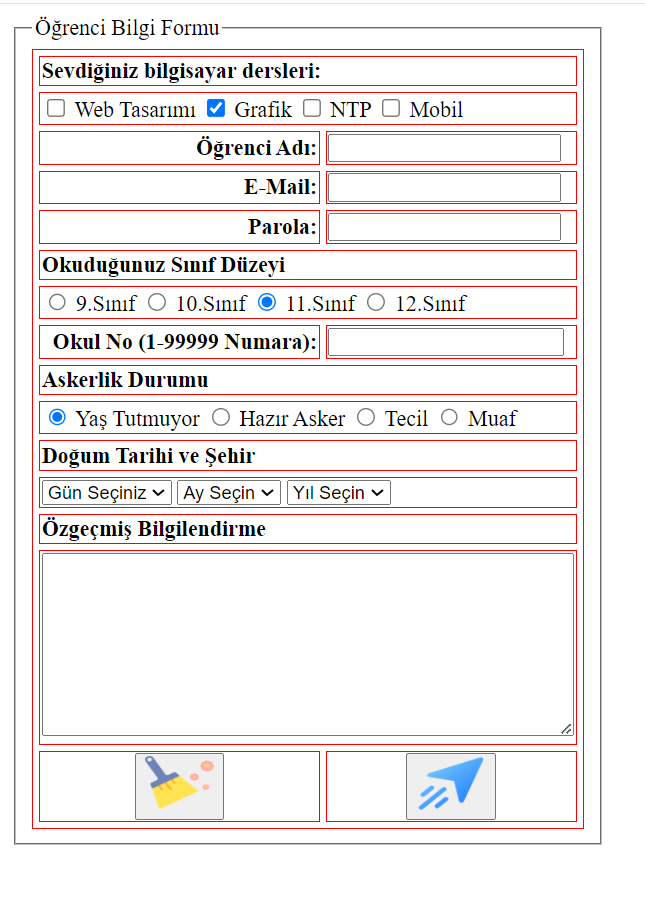 Öğrenci Bilgi Formu
Sevdiğiniz bilgisayar dersleri:
Web Tasarımı Grafik NTP Mobil
Öğrenci Adı:
E-Mail:
Parola:
Okuduğunuz Sınıf Düzeyi
9.Sınıf 10.Sınıf 11.Sınıf 12.Sınıf
Okul No (1-99999 Numara):
Askerlik Durumu
Yaş Tutmuyor Hazır Asker Tecil Muaf
Doğum Tarihi ve Şehir
Gün Seçiniz Ay Seçin Yıl Seçin
Özgeçmiş Bilgilendirme